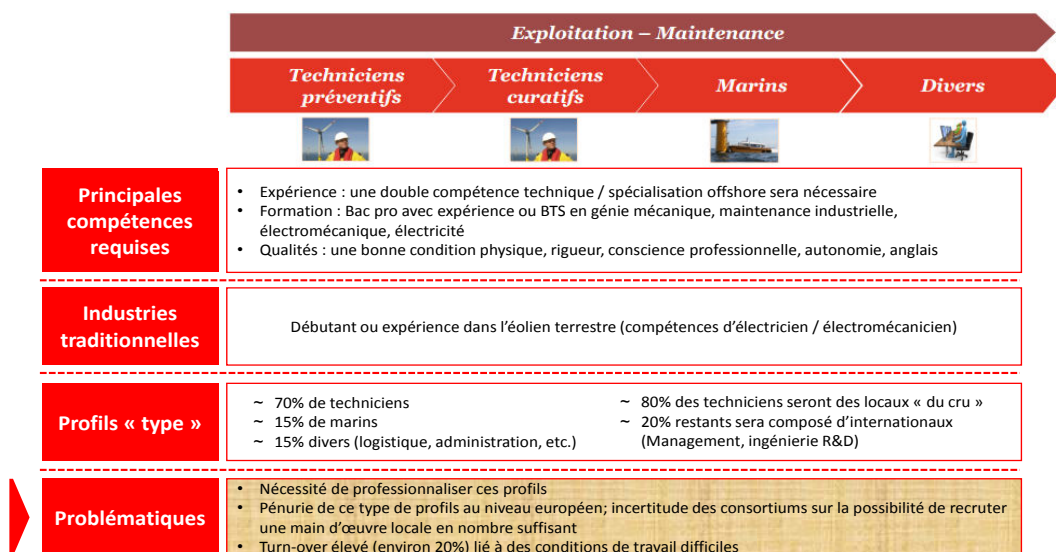 Exploitation – Maintenance
Techniciens
préventifs
Techniciens
curatifs
Marins
Divers
Principales
compétences
requises
• Expérience : une double compétence technique / spécialisation offshore sera nécessaire
• Formation : Bac pro avec expérience ou BTS en génie mécanique, maintenance industrielle,
électromécanique, électricité
• Qualités : une bonne condition physique, rigueur, conscience professionnelle, autonomie, anglais
Industries
traditionnelles
Débutant ou expérience dans l'éolien terrestre (compétences d'électricien / électromécanicien)
Profils « type »
~ 70% de techniciens
~ 15% de marins
~ 15% divers (logistique, administration, etc.)
~ 80% des techniciens seront des locaux « du cru »
~ 20% restants sera composé d'internationaux
(Management, ingénierie R&D)
Problématiques
• Nécessité de professionnaliser ces profils
• Pénurie de ce type de profils au niveau européen; incertitude des consortiums sur la possibilité de recruter
une main d'œuvre locale en nombre suffisant
• Turn-over élevé (environ 20%) lié à des conditions de travail difficiles